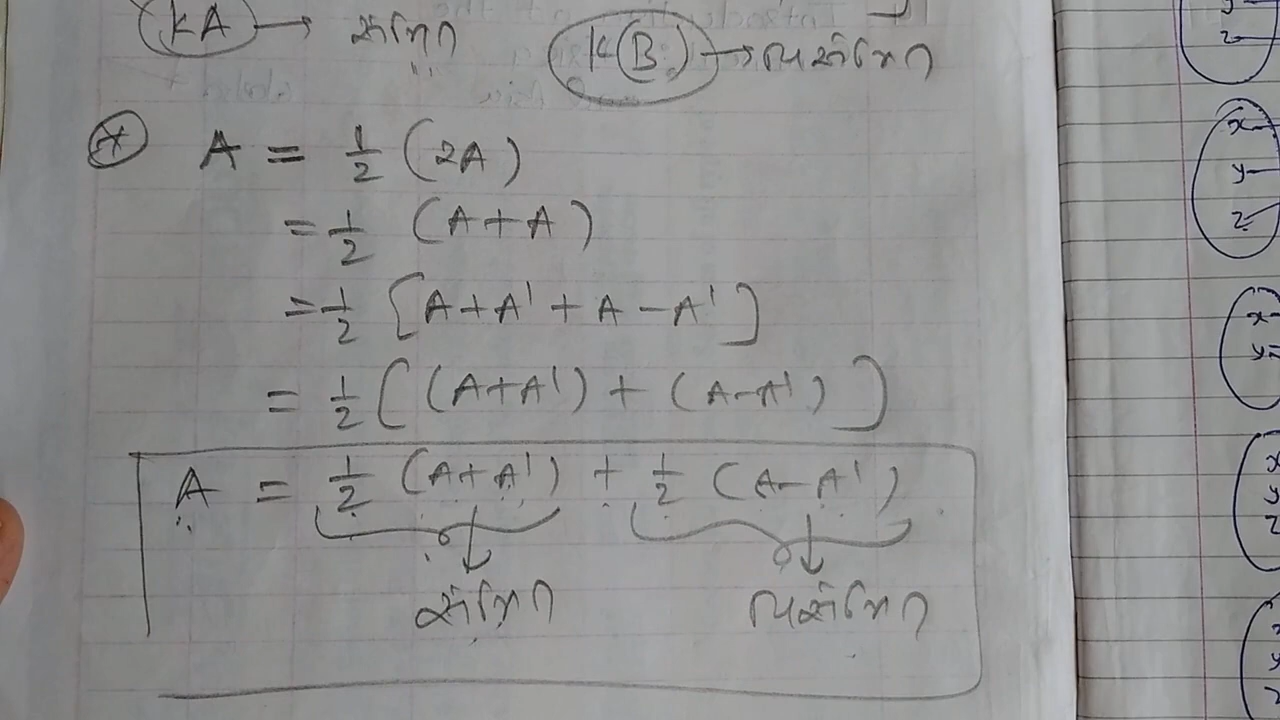 kA → સંમિત K(B) → વિસંમિત
* A = 1/2 (2A)
= 1/2 (A + A)
= 1/2 [A + A' + A - A']
= 1/2 [(A + A') + (A - A')]
A = 1/2 (A + A') + 1/2 (A - A')
સંમિત વિસંમિત
z
x
y
z
x
y
x
y
z
y